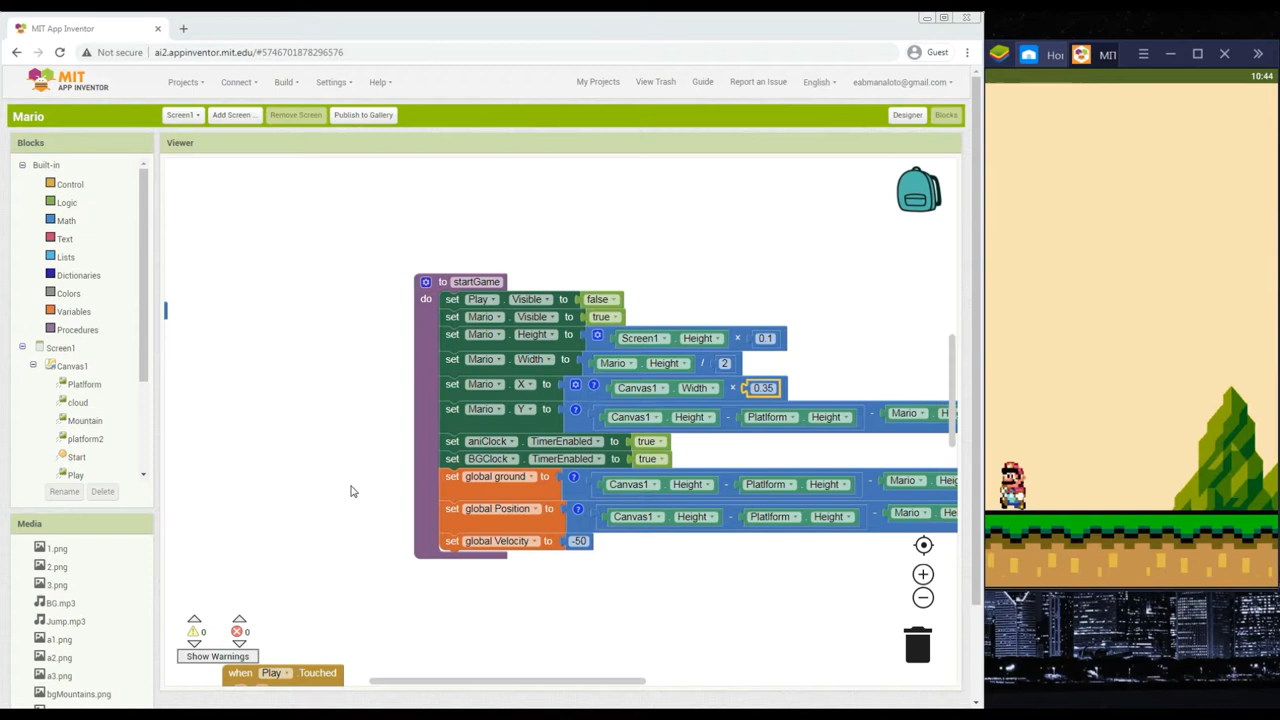 MIT App Inventor
Not secure ai2.appinventor.mit.edu/#5746701878296576
Guest
MIT
APP INVENTOR
Projects Connect Build Settings Help My Projects View Trash Guide Report an Issue English eabmanaloto@gmail.com
Mario
Screen1 Add Screen ... Remove Screen Publish to Gallery Designer Blocks
Blocks
Viewer
Built-in
Control
Logic
Math
Text
Lists
Dictionaries
Colors
Variables
Procedures
Screen1
Canvas1
Platform
cloud
Mountain
platform2
Start
Play
Rename Delete
Media
1.png
2.png
3.png
BG.mp3
Jump.mp3
a1.png
a2.png
a3.png
bgMountains.png
to startGame
do set Play . Visible to false
set Mario . Visible to true
set Mario . Height to Screen1 . Height × 0.1
set Mario . Width to Mario . Height / 2
set Mario . X to Canvas1 . Width × 0.35
set Mario . Y to Canvas1 . Height - Platform . Height - Mario . H
set aniClock . TimerEnabled to true
set BGClock . TimerEnabled to true
set global ground to Canvas1 . Height - Platform . Height - Mario . Heig
set global Position to Canvas1 . Height - Platform . Height - Mario . Hei
set global Velocity to -50
0 0
Show Warnings
when Play . Touched
Hor
MIT
10:44